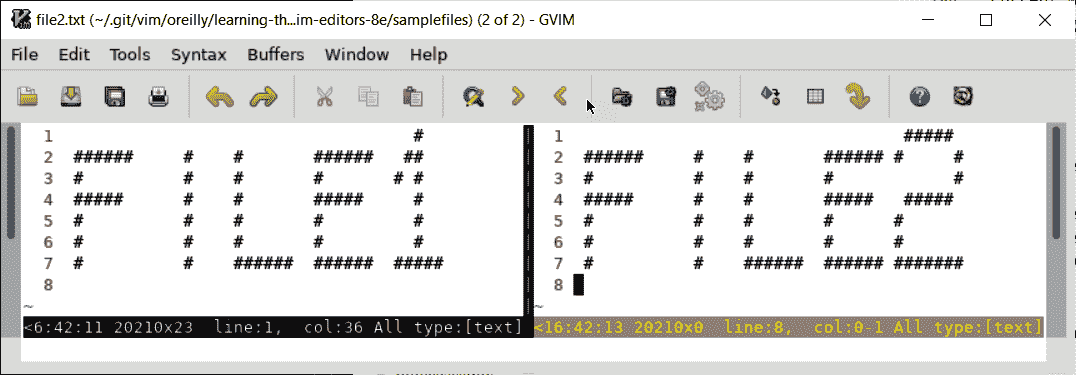 file2.txt (~/.git/vim/oreilly/learning-th...im-editors-8e/samplefiles) (2 of 2) - GVIM
File Edit Tools Syntax Buffers Window Help
1                                    #
2  ######     #    #       ######   ##
3  #          #    #       #       # #
4  #####      #    #       #####     #
5  #          #    #       #         #
6  #          #    #       #         #
7  #          #    ######  ######  #####
8
~
<6:42:11 20210x23  line:1,  col:36 All type:[text]
1                                  #####
2  ######     #    #       ###### #     #
3  #          #    #       #            #
4  #####      #    #       #####   #####
5  #          #    #       #      #
6  #          #    #       #      #
7  #          #    ######  ###### #######
8
~
<16:42:13 20210x0  line:8,  col:0-1 All type:[text]